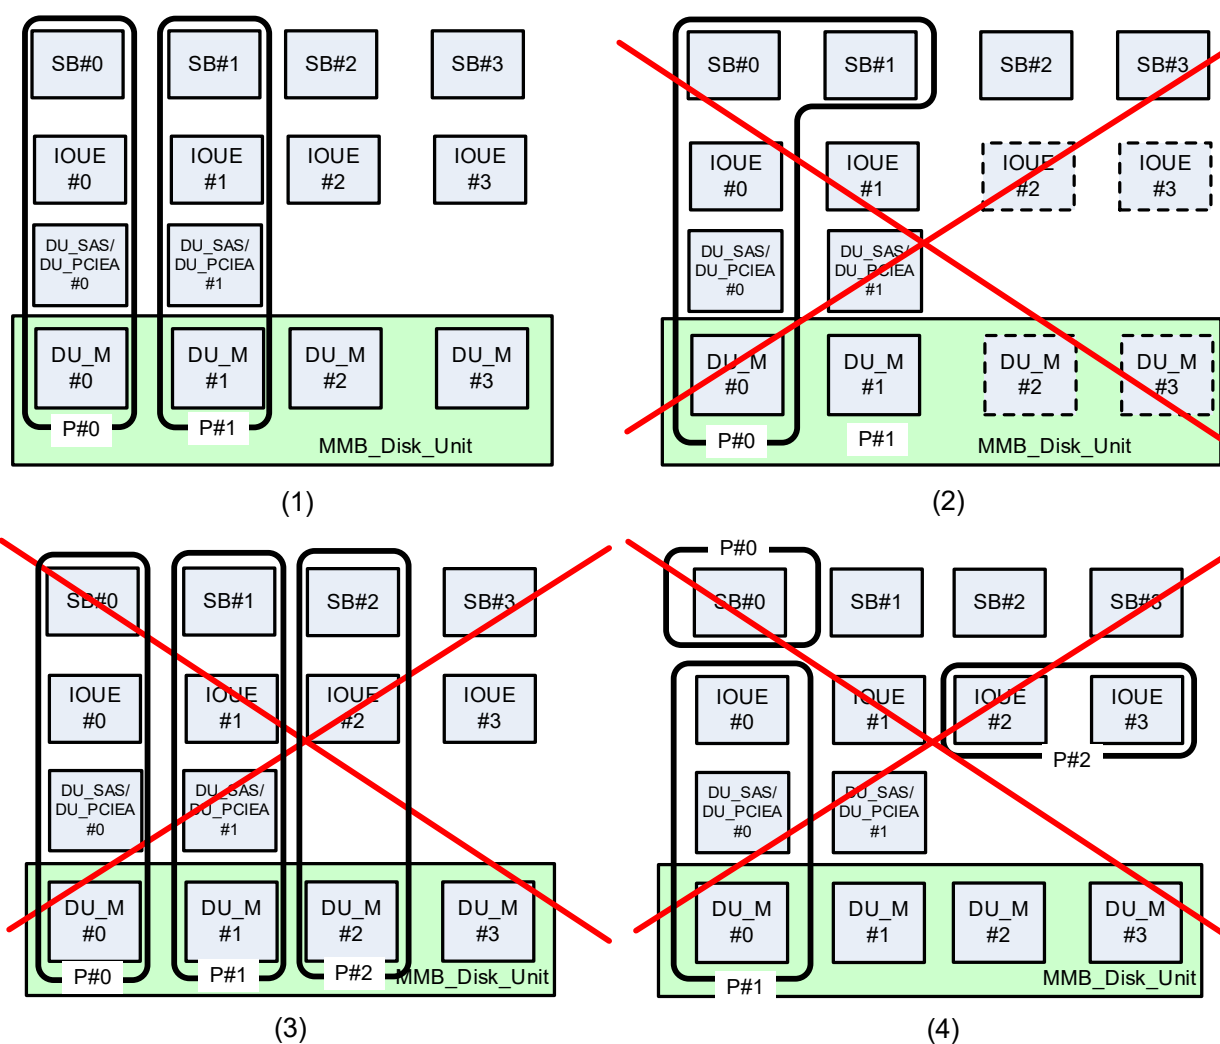 SB#0 SB#1 SB#2 SB#3
IOUE IOUE IOUE IOUE
#0 #1 #2 #3
DU_SAS/ DU_SAS/
DU_PCIEA DU_PCIEA
#0 #1
DU_M DU_M DU_M DU_M
#0 #1 #2 #3
P#0 P#1
MMB_Disk_Unit
(1)
SB#0 SB#1 SB#2 SB#3
IOUE IOUE IOUE IOUE
#0 #1 #2 #3
DU_SAS/ DU_SAS/
DU_PCIEA DU_PCIEA
#0 #1
DU_M DU_M DU_M DU_M
#0 #1 #2 #3
P#0 P#1
MMB_Disk_Unit
(2)
SB#0 SB#1 SB#2 SB#3
IOUE IOUE IOUE IOUE
#0 #1 #2 #3
DU_SAS/ DU_SAS/
DU_PCIEA DU_PCIEA
#0 #1
DU_M DU_M DU_M DU_M
#0 #1 #2 #3
P#0 P#1 P#2 MMB_Disk_Unit
(3)
P#0
SB#0 SB#1 SB#2 SB#3
IOUE IOUE IOUE IOUE
#0 #1 #2 #3
P#2
DU_SAS/ DU_SAS/
DU_PCIEA DU_PCIEA
#0 #1
DU_M DU_M DU_M DU_M
#0 #1 #2 #3
MMB_Disk_Unit
P#1
(4)